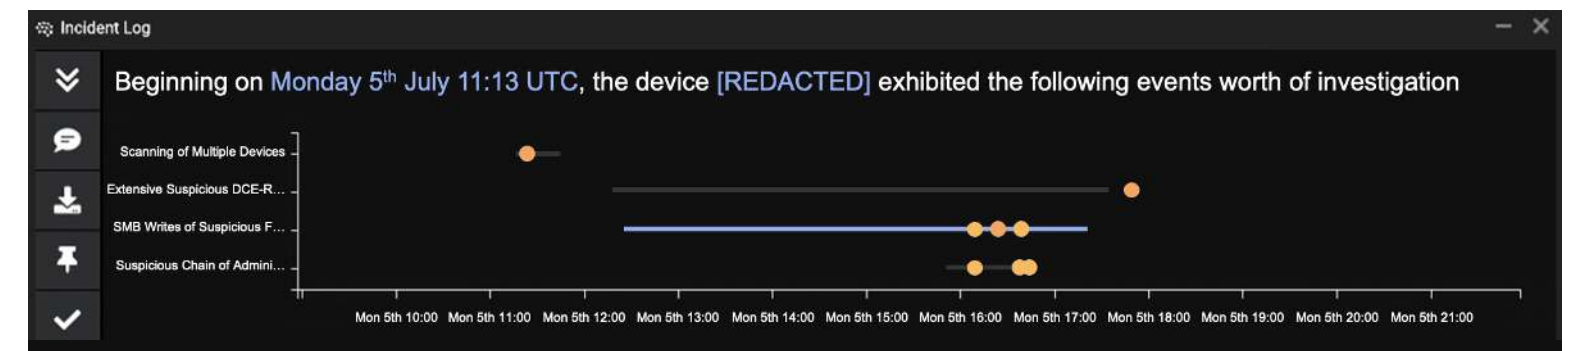 Incident Log
Beginning on Monday 5th July 11:13 UTC, the device [REDACTED] exhibited the following events worth of investigation
Scanning of Multiple Devices
Extensive Suspicious DCE-R...
SMB Writes of Suspicious F...
Suspicious Chain of Admini...
Mon 5th 10:00 Mon 5th 11:00 Mon 5th 12:00 Mon 5th 13:00 Mon 5th 14:00 Mon 5th 15:00 Mon 5th 16:00 Mon 5th 17:00 Mon 5th 18:00 Mon 5th 19:00 Mon 5th 20:00 Mon 5th 21:00